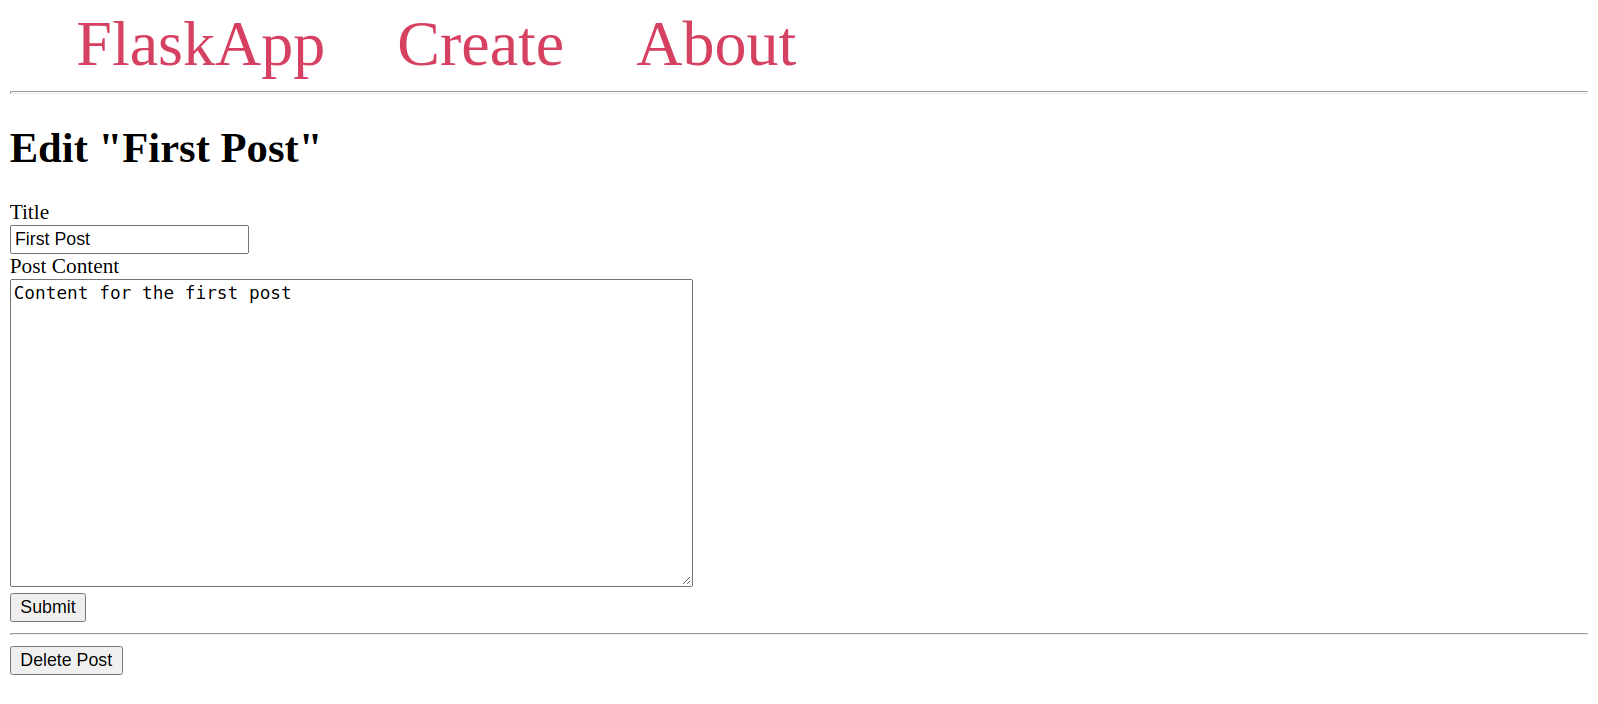 FlaskApp Create About
Edit "First Post"
Title
First Post
Post Content
Content for the first post
Submit
Delete Post